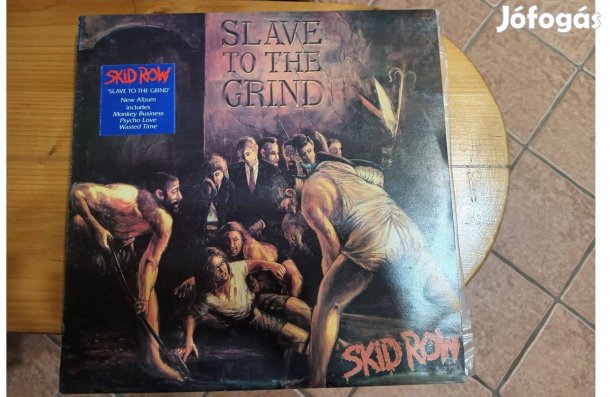 Jófogás
SLAVE
TO THE
GRIND
SKID ROW
'SLAVE TO THE GRIND'
New Album
includes
Monkey Business
Psycho Love
Wasted Time
SKID ROW